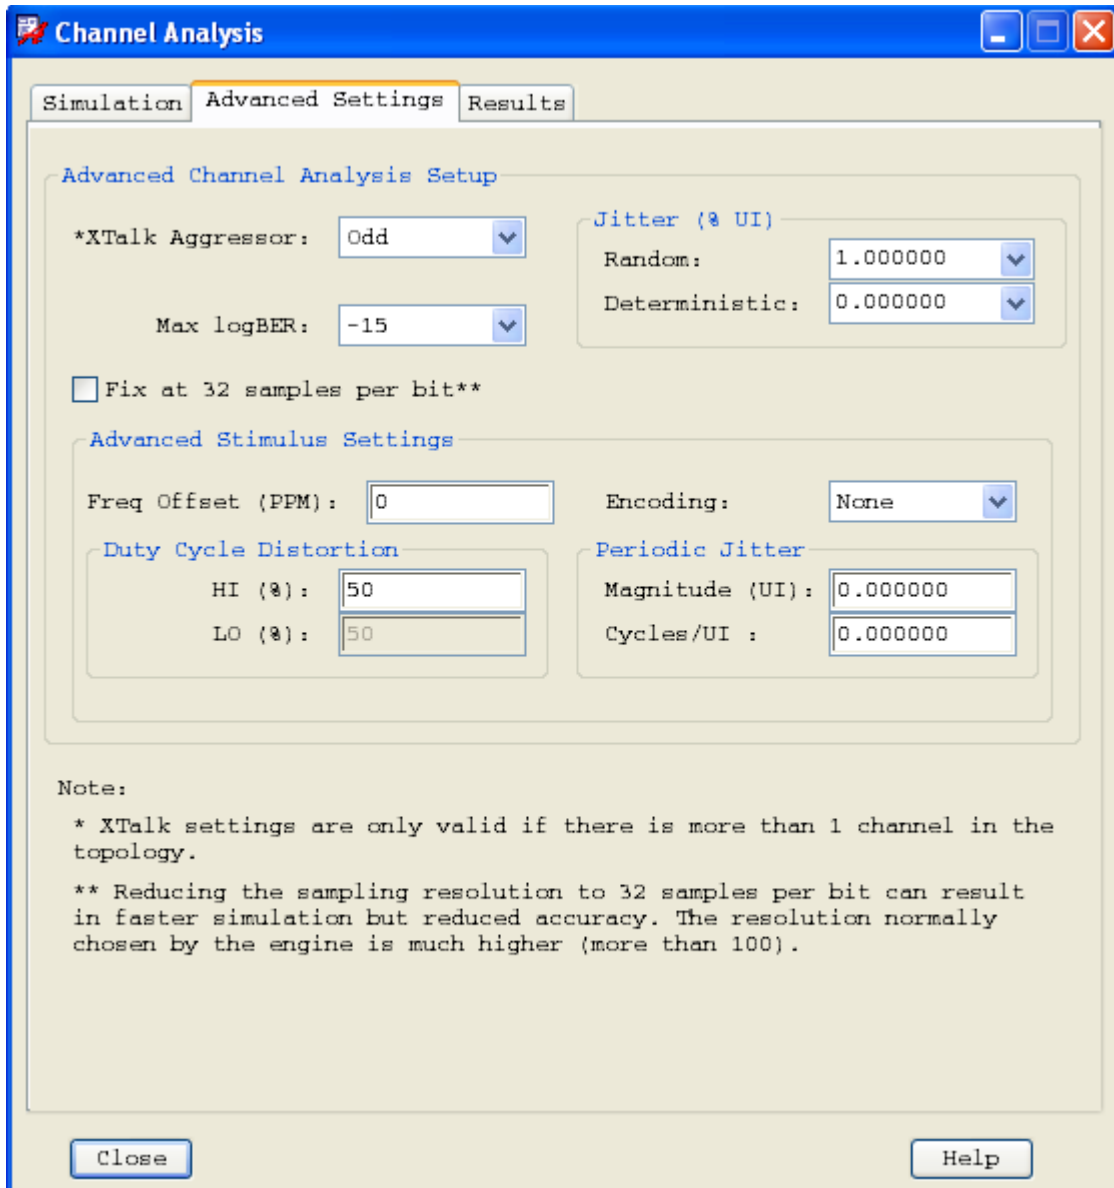 Channel Analysis
Simulation
Advanced Settings
Results
Advanced Channel Analysis Setup
*XTalk Aggressor:
Odd
Max logBER:
-15
Jitter (% UI)
Random:
1.000000
Deterministic:
0.000000
Fix at 32 samples per bit**
Advanced Stimulus Settings
Freq Offset (PPM):
0
Encoding:
None
Duty Cycle Distortion
HI (%):
50
LO (%):
50
Periodic Jitter
Magnitude (UI):
0.000000
Cycles/UI :
0.000000
Note:
* XTalk settings are only valid if there is more than 1 channel in the
topology.
** Reducing the sampling resolution to 32 samples per bit can result
in faster simulation but reduced accuracy. The resolution normally
chosen by the engine is much higher (more than 100).
Close
Help